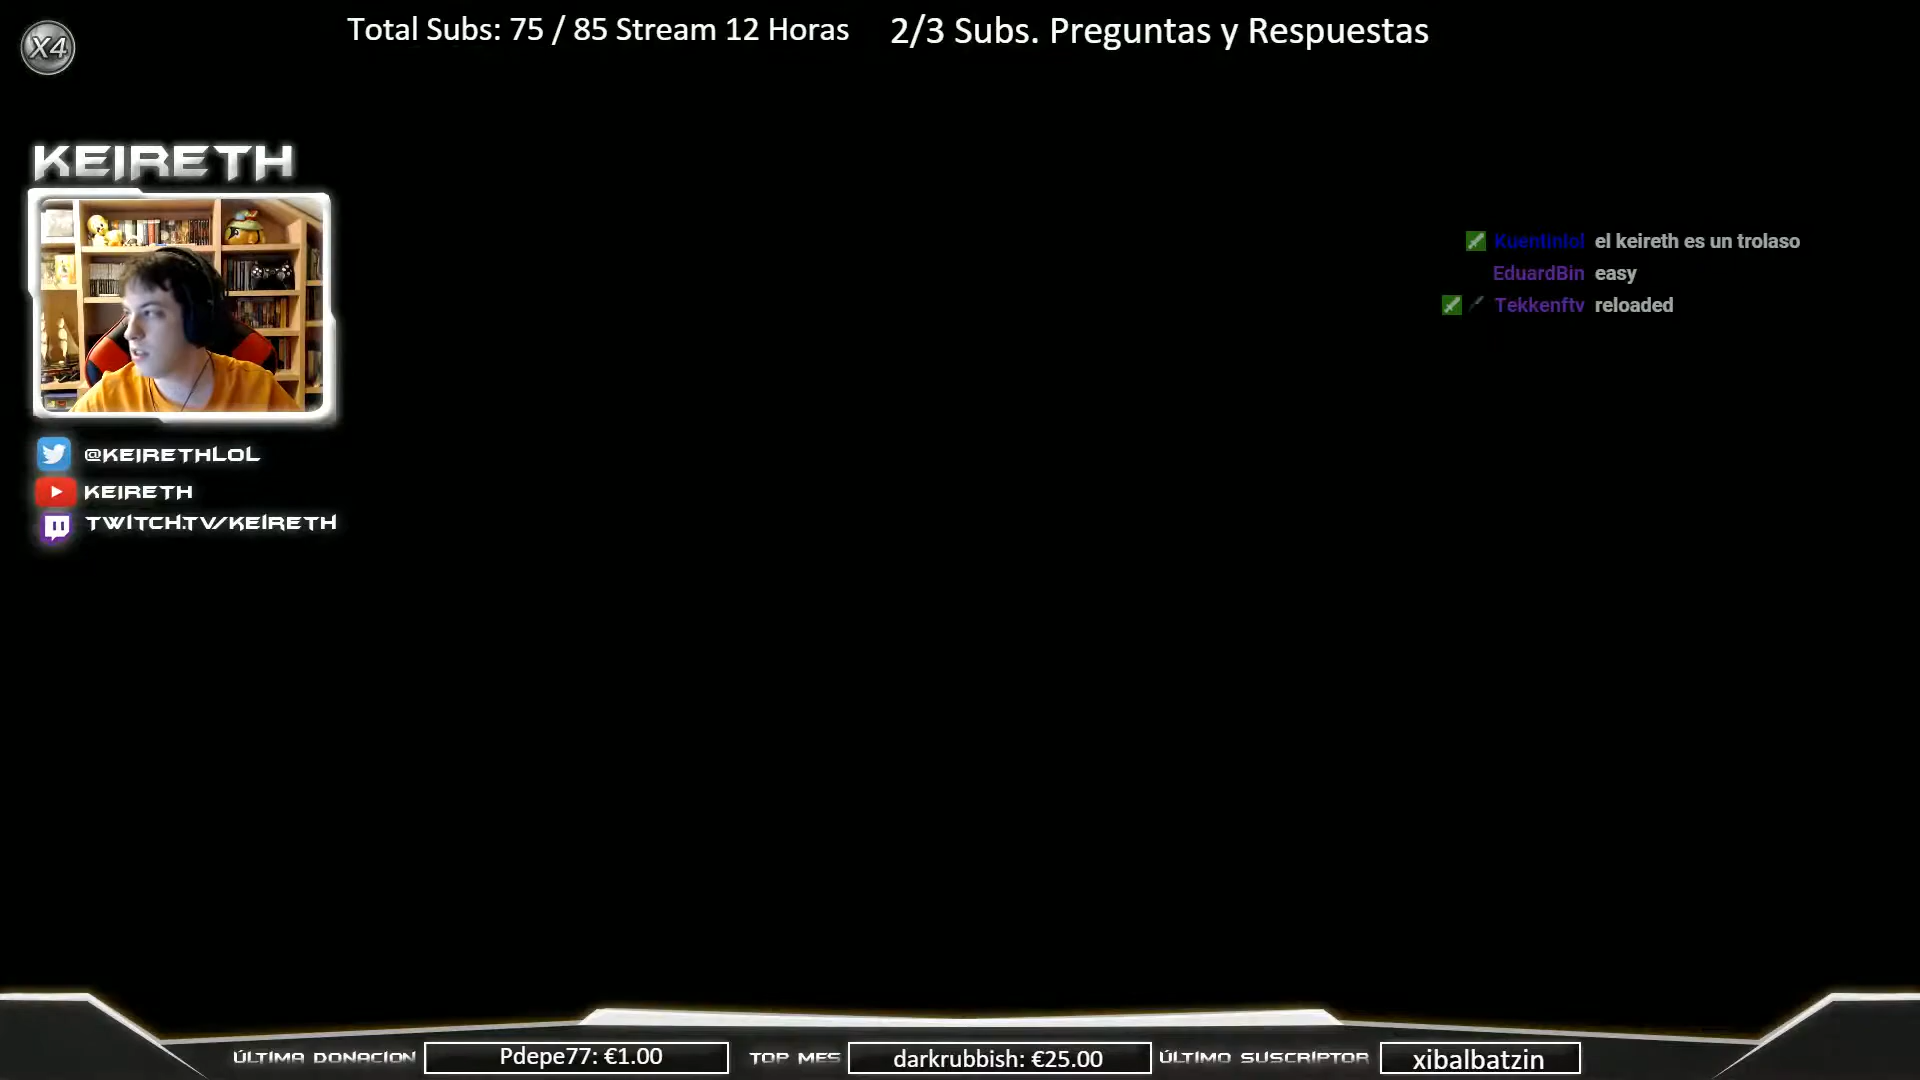 X4
Total Subs: 75 / 85 Stream 12 Horas
2/3 Subs. Preguntas y Respuestas
KEIRETH
Kuentinlol el keireth es un trolaso
EduardBin easy
Tekkenftv reloaded
@KEIRETHLOL
KEIRETH
TWITCH.TV/KEIRETH
ÚLTIMA DONACION Pdepe77: €1.00 TOP MES darkrubbish: €25.00 ÚLTIMO SUSCRIPTOR xibalbatzin